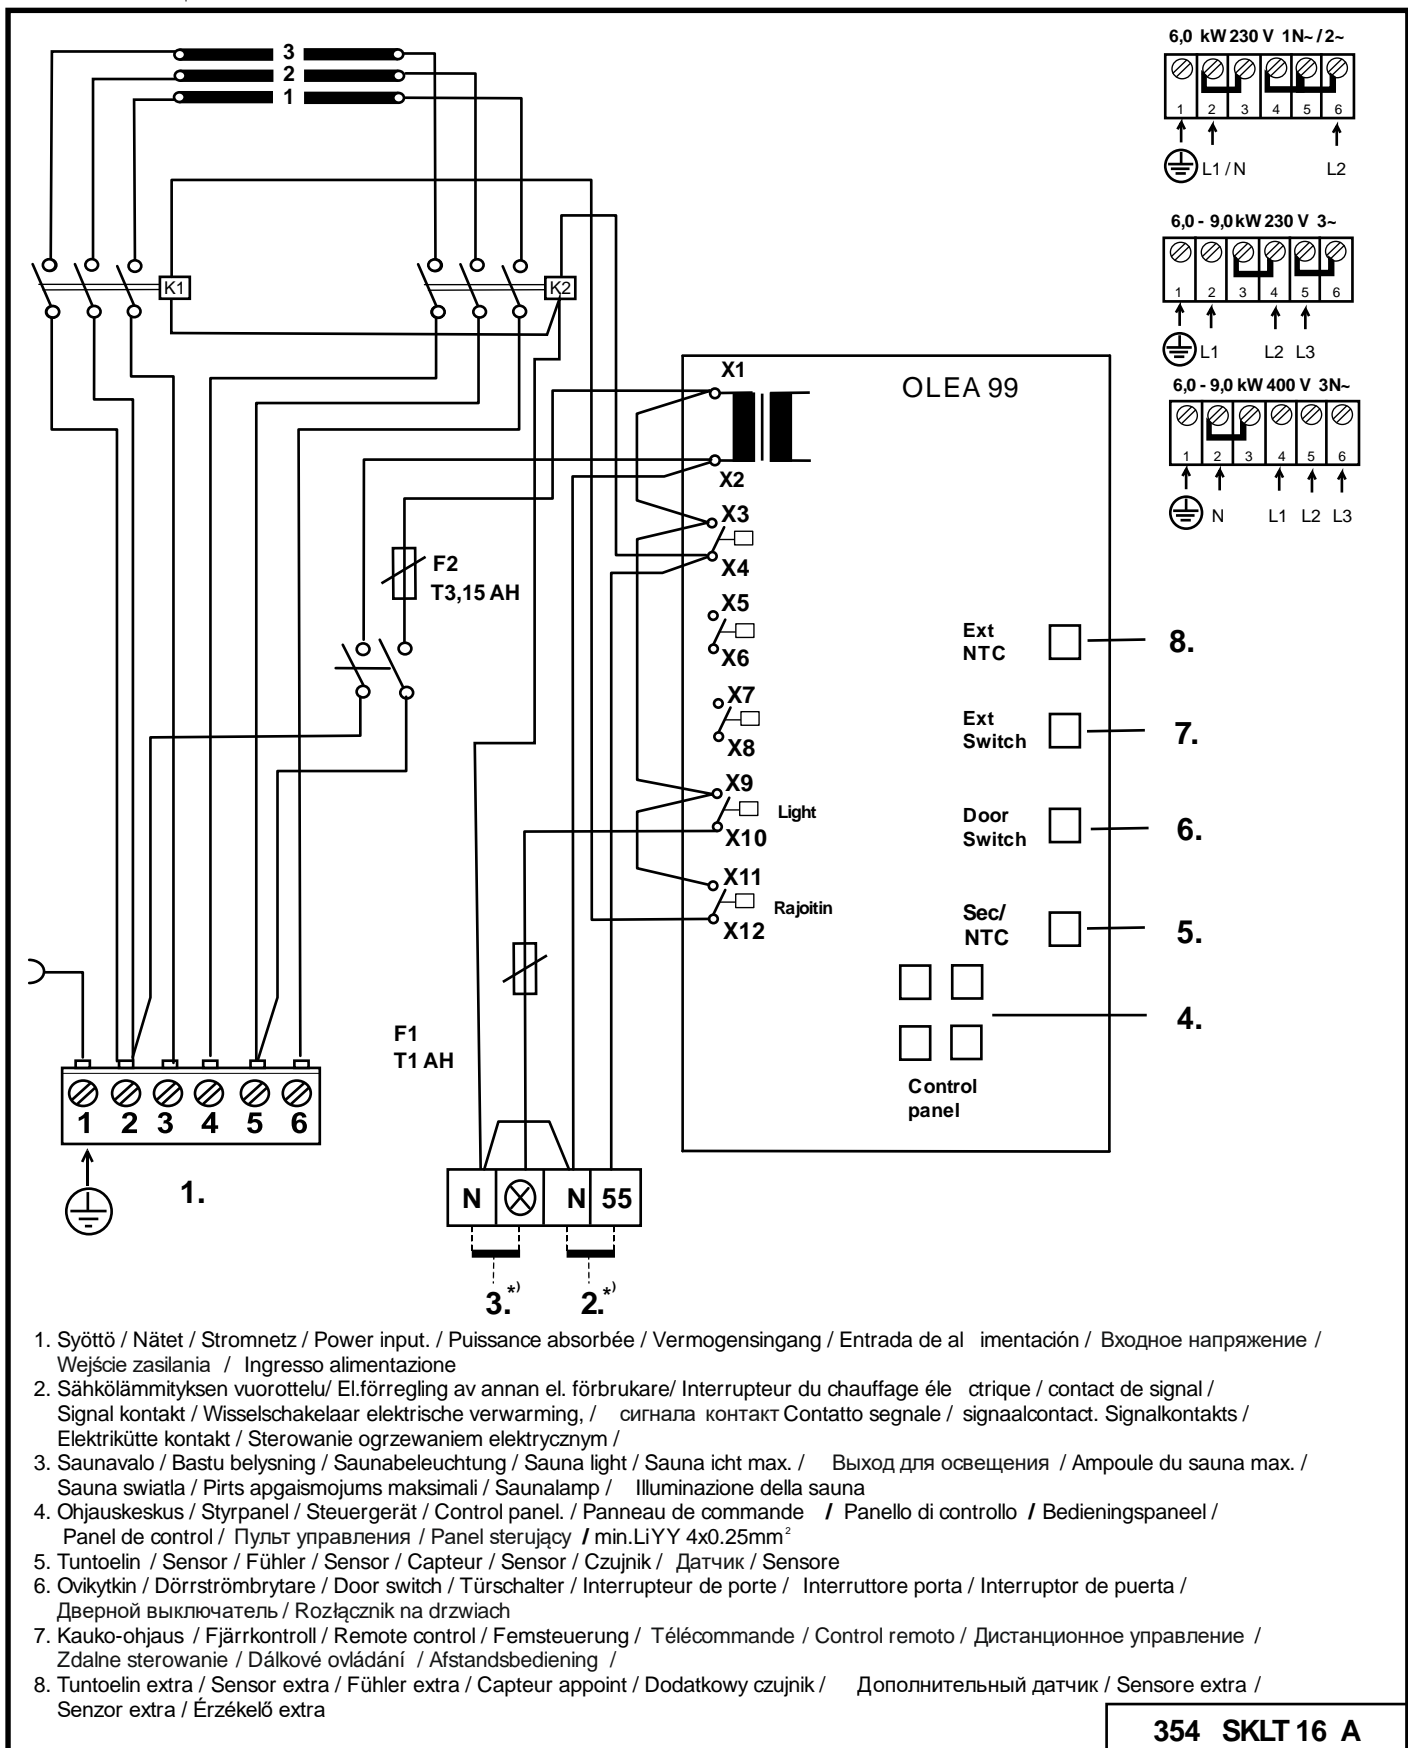 3
2
1
K1
K2
6,0 kW 230 V 1N~ / 2~
1 2 3 4 5 6
L1 / N L2
6,0 - 9,0 kW 230 V 3~
1 2 3 4 5 6
L1 L2 L3
6,0 - 9,0 kW 400 V 3N~
1 2 3 4 5 6
N L1 L2 L3
OLEA 99
X1
X2
X3
X4
X5
X6
X7
X8
X9
Light
X10
X11
Rajoitin
X12
F2
T3,15 AH
Ext
NTC
8.
Ext
Switch
7.
Door
Switch
6.
Sec/
NTC
5.
4.
Control
panel
F1
T1 AH
1 2 3 4 5 6
1.
N N 55
3.*) 2.*)
1. Syöttö / Nätet / Stromnetz / Power input. / Puissance absorbée / Vermogensingang / Entrada de al imentación / Входное напряжение /
Wejście zasilania / Ingresso alimentazione
2. Sähkölämmityksen vuorottelu/ El.förregling av annan el. förbrukare/ Interrupteur du chauffage éle ctrique / contact de signal /
Signal kontakt / Wisselschakelaar elektrische verwarming, / сигнала контакт Contatto segnale / signaalcontact. Signalkontakts /
Elektrikütte kontakt / Sterowanie ogrzewaniem elektrycznym /
3. Saunavalo / Bastu belysning / Saunabeleuchtung / Sauna light / Sauna icht max. / Выход для освещения / Ampoule du sauna max. /
Sauna swiatla / Pirts apgaismojums maksimali / Saunalamp / Illuminazione della sauna
4. Ohjauskeskus / Styrpanel / Steuergerät / Control panel. / Panneau de commande / Panello di controllo / Bedieningspaneel /
Panel de control / Пульт управления / Panel sterujący / min.LiYY 4x0.25mm²
5. Tuntoelin / Sensor / Fühler / Sensor / Capteur / Sensor / Czujnik / Датчик / Sensore
6. Ovikytkin / Dörrströmbrytare / Door switch / Türschalter / Interrupteur de porte / Interruttore porta / Interruptor de puerta /
Дверной выключатель / Rozłącznik na drzwiach
7. Kauko-ohjaus / Fjärrkontroll / Remote control / Femsteuerung / Télécommande / Control remoto / Дистанционное управление /
Zdalne sterowanie / Dálkové ovládání / Afstandsbediening /
8. Tuntoelin extra / Sensor extra / Fühler extra / Capteur appoint / Dodatkowy czujnik / Дополнительный датчик / Sensore extra /
Senzor extra / Érzékelő extra
354 SKLT 16 A